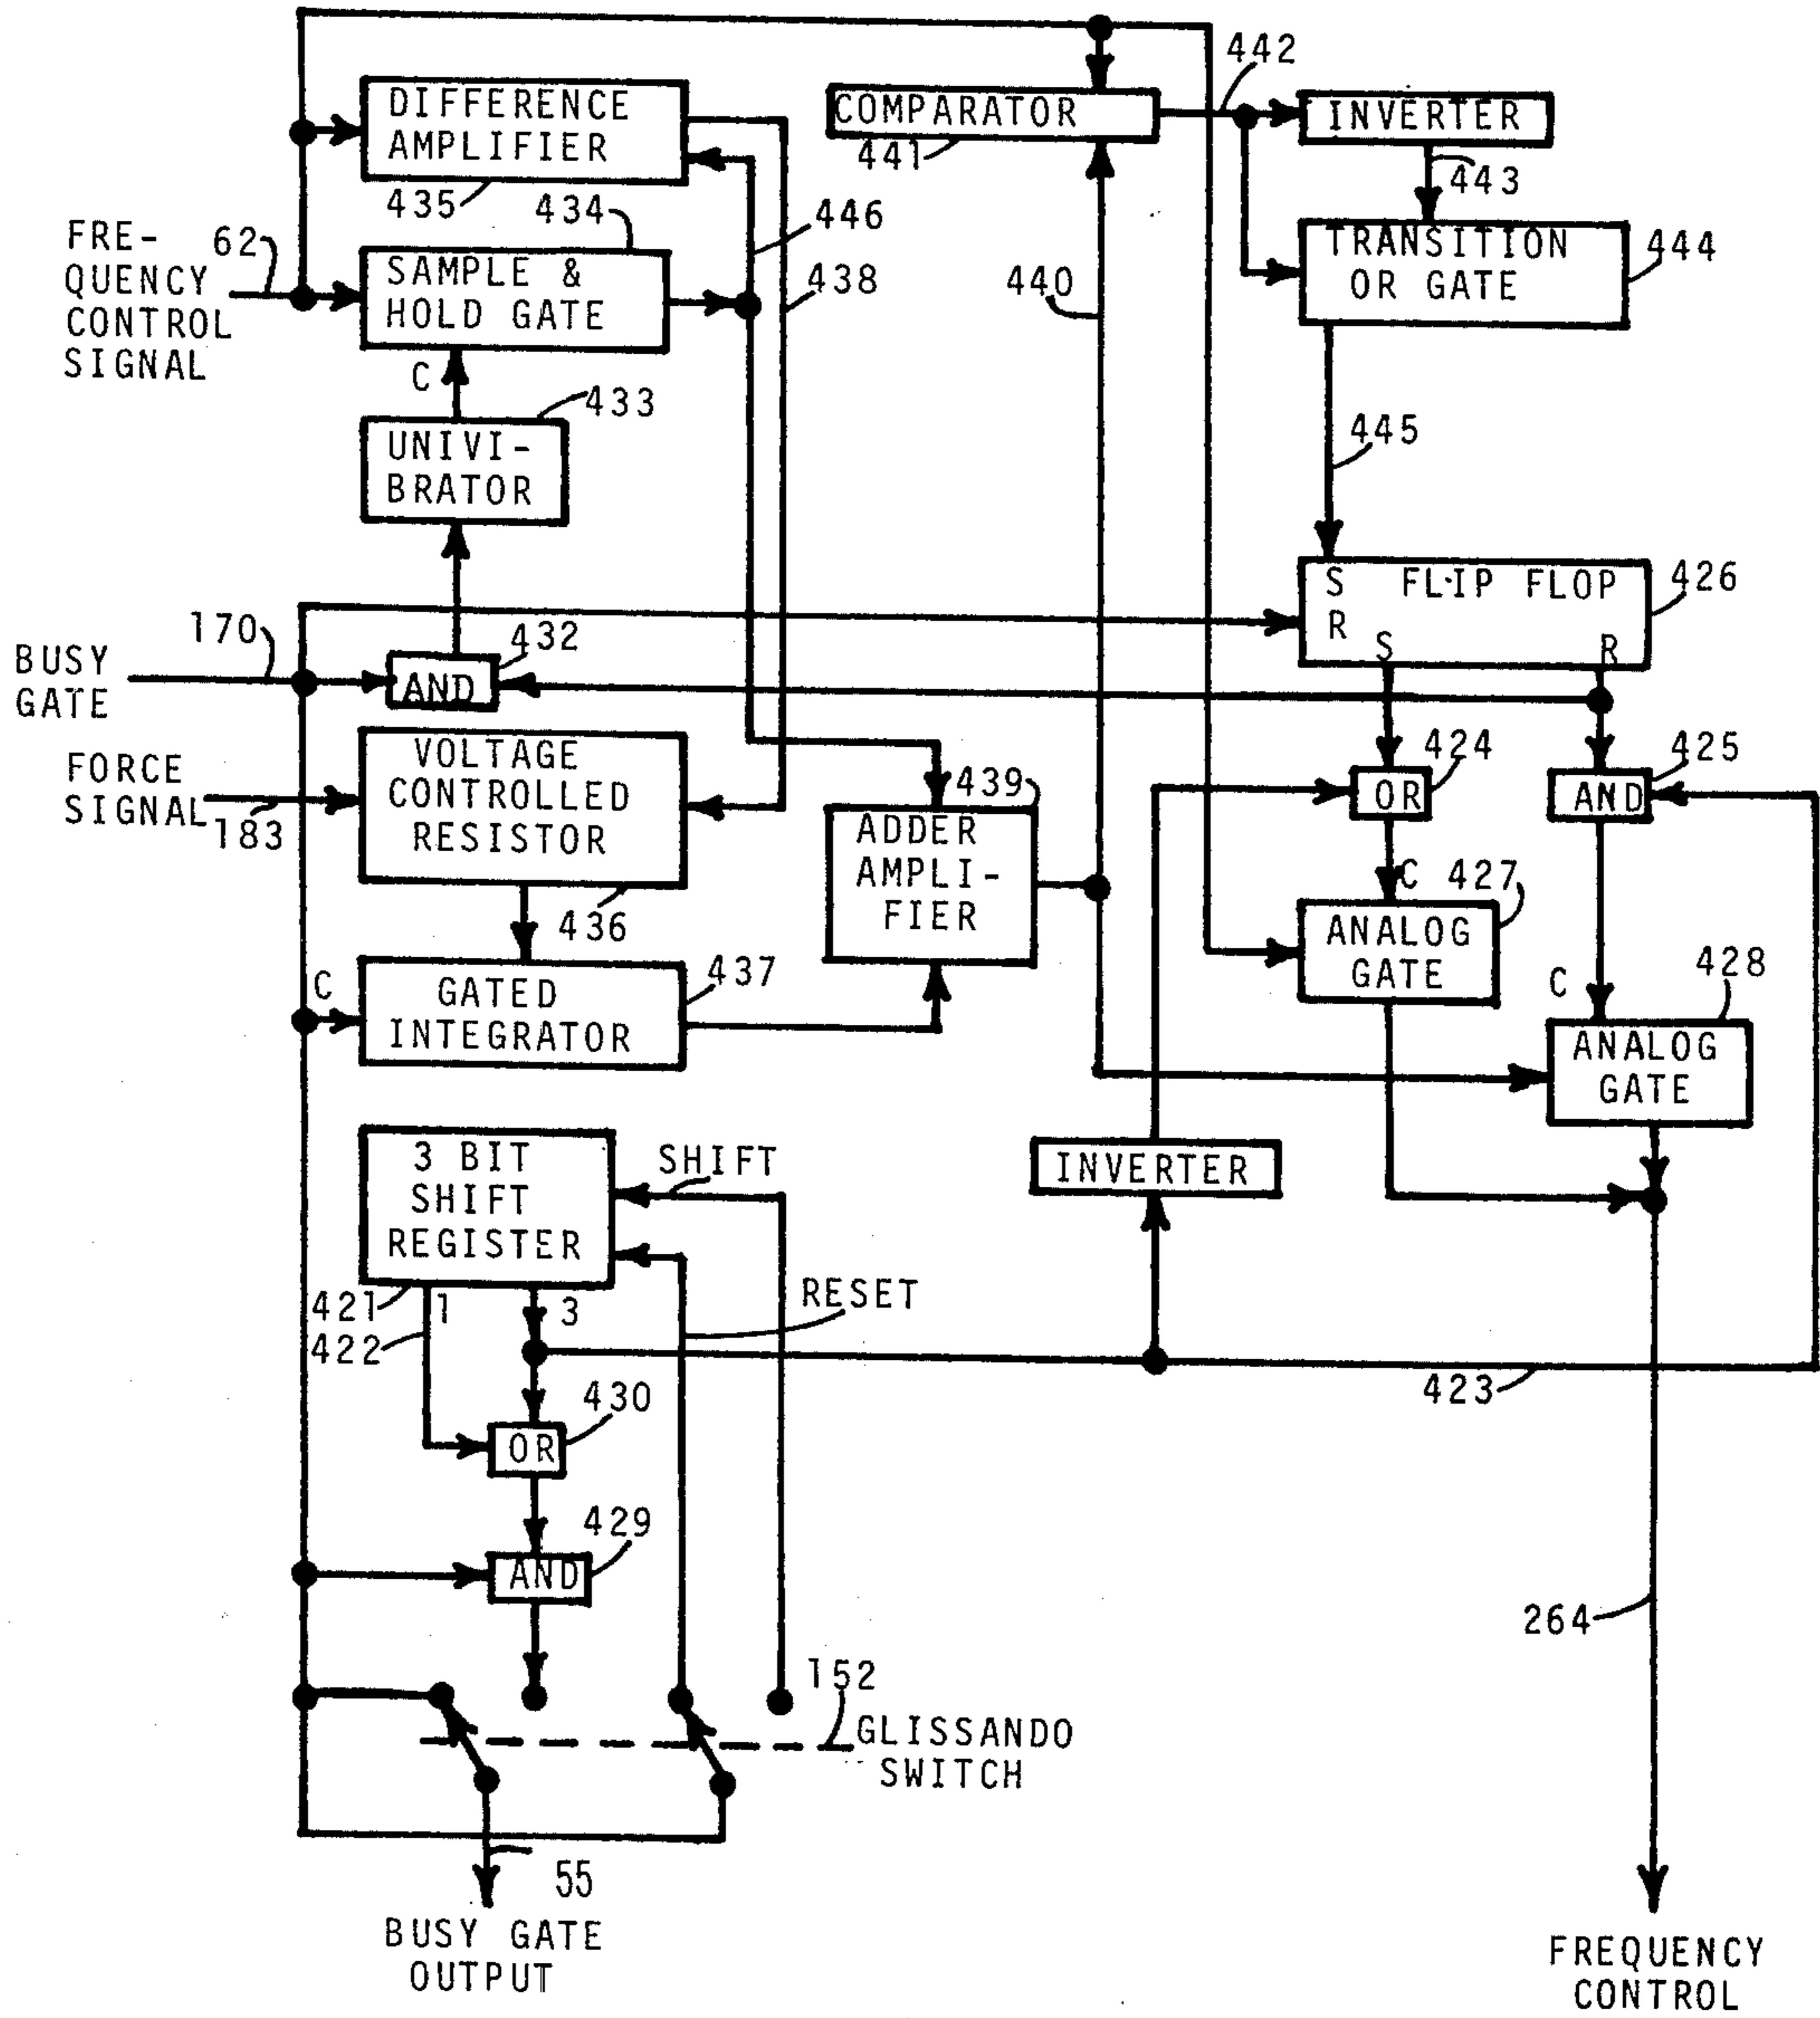 442
DIFFERENCE
AMPLIFIER
435
COMPARATOR
441
INVERTER
443
434
446
438
440
FRE-
QUENCY
CONTROL
SIGNAL
62
SAMPLE &
HOLD GATE
C
TRANSITION
OR GATE
444
433
UNIVI-
BRATOR
445
S FLIP FLOP
R
S R
426
170
432
BUSY
GATE
AND
FORCE
SIGNAL
183
VOLTAGE
CONTROLLED
RESISTOR
436
439
ADDER
AMPLI-
FIER
424
OR
425
AND
C 427
ANALOG
GATE
C
GATED
INTEGRATOR
437
C
428
ANALOG
GATE
3 BIT
SHIFT
REGISTER
SHIFT
INVERTER
421
1
3
422
RESET
423
430
OR
429
AND
264
152
GLISSANDO
SWITCH
55
BUSY GATE
OUTPUT
FREQUENCY
CONTROL